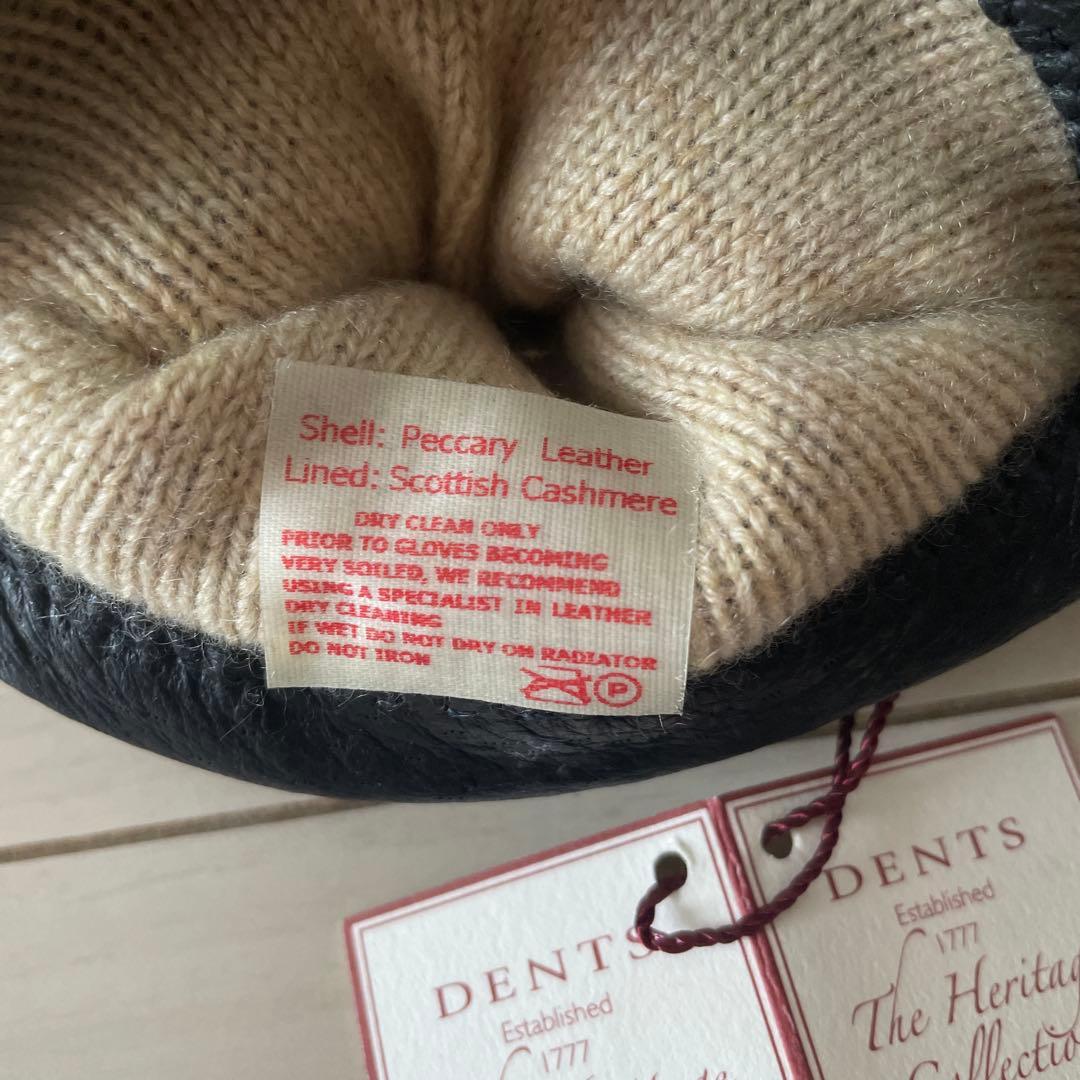 Shell: Peccary Leather
Lined: Scottish Cashmere
DRY CLEAN ONLY
PRIOR TO GLOVES BECOMING
VERY SOILED, WE RECOMMEND
USING A SPECIALIST IN LEATHER
DRY CLEANING
IF WET DO NOT DRY ON RADIATOR
DO NOT IRON
P
DENTS
Established
1777
DENTS
Established
1777
The Heritag
Collectio